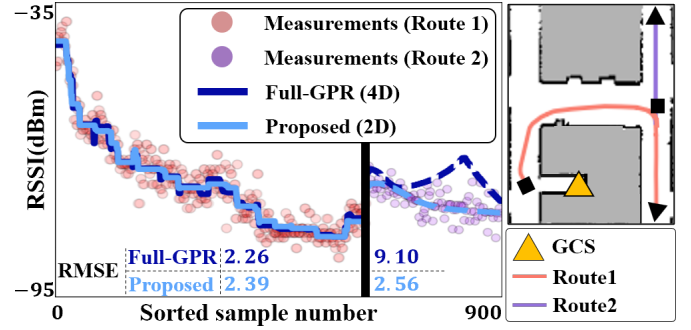 −35
Measurements (Route 1)
Measurements (Route 2)
Full-GPR (4D)
Proposed (2D)
RSSI(dBm)
RMSE
Full-GPR 2.26 9.10
Proposed 2.39 2.56
−95
0 Sorted sample number 900
GCS
Route1
Route2